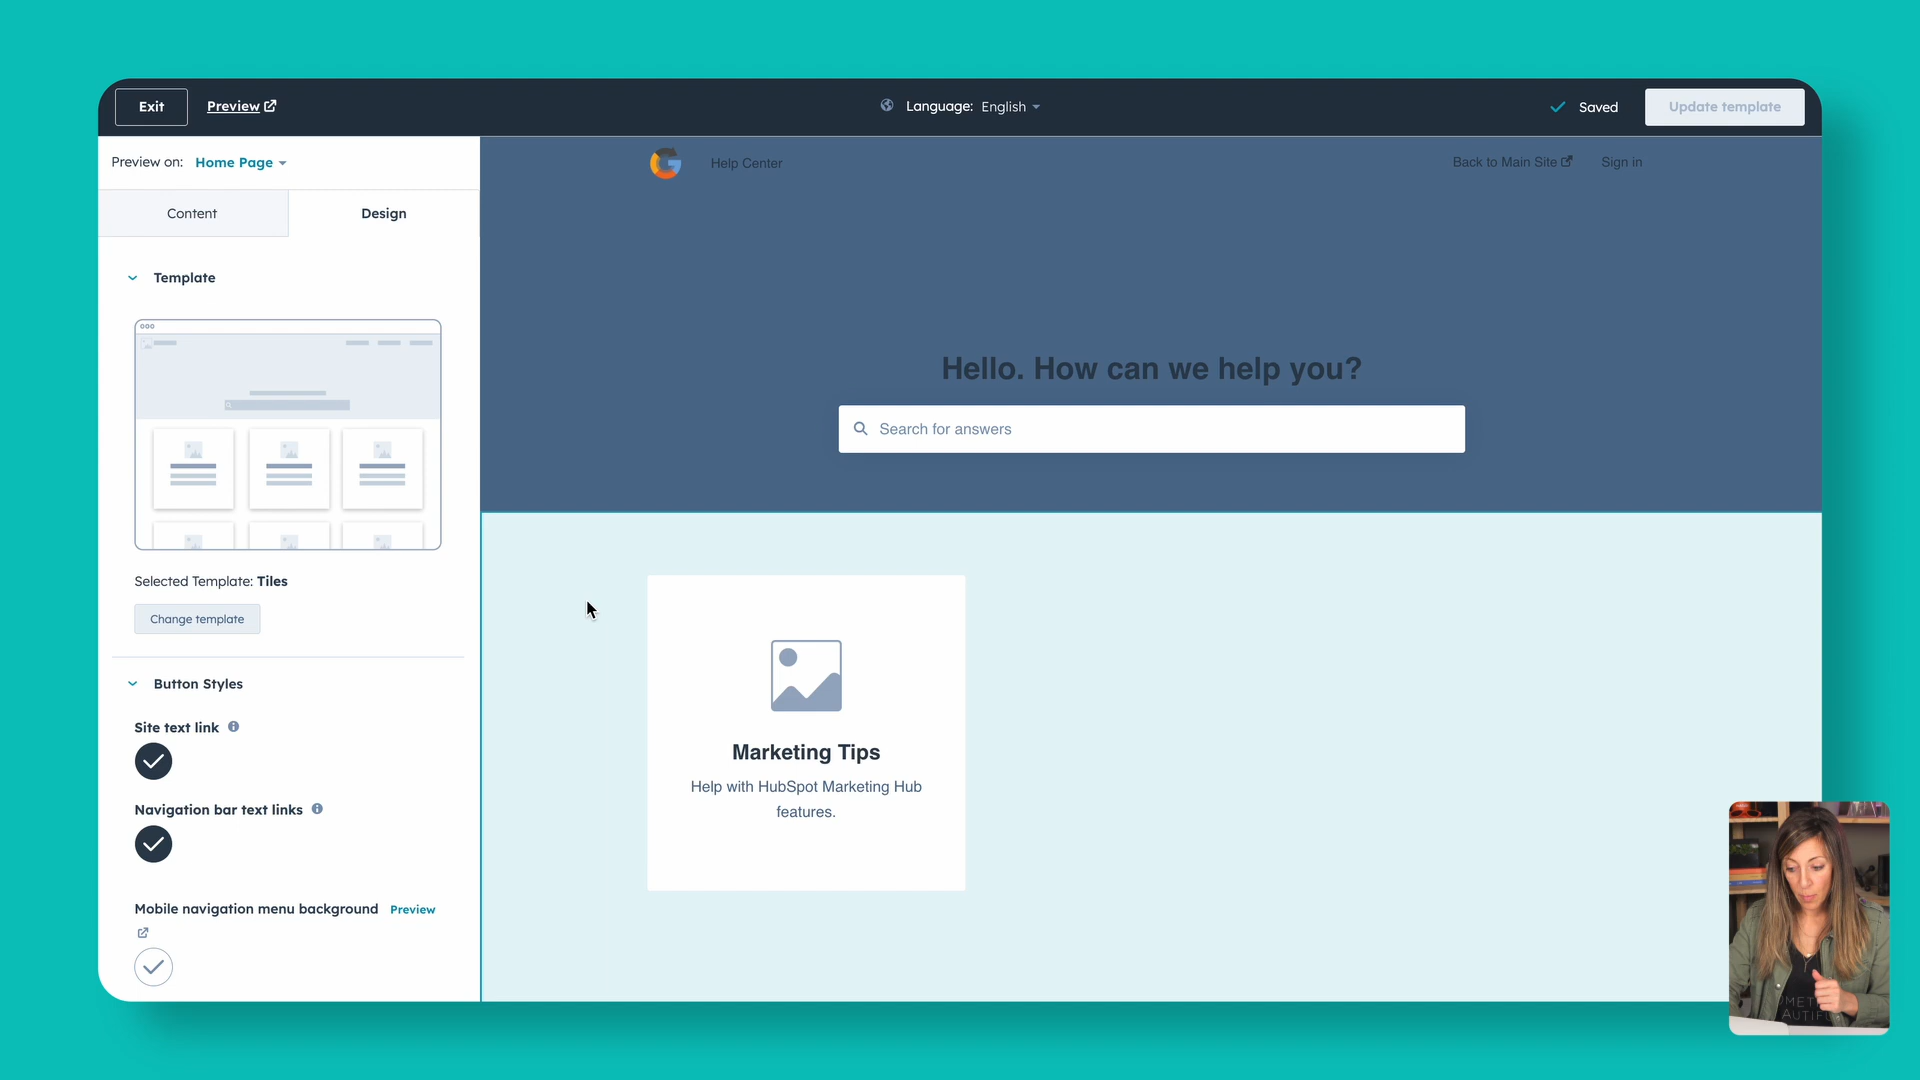 Exit
Preview
Language: English
Saved
Update template
Preview on: Home Page
Help Center
Back to Main Site
Sign in
Content
Design
Template
Hello. How can we help you?
Search for answers
Selected Template: Tiles
Change template
Button Styles
Site text link
Navigation bar text links
Mobile navigation menu background Preview
Marketing Tips
Help with HubSpot Marketing Hub
features.